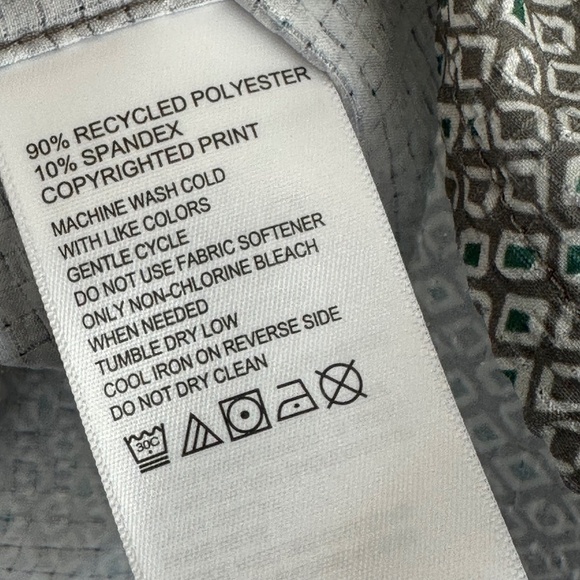 90% RECYCLED POLYESTER
10% SPANDEX
COPYRIGHTED PRINT
MACHINE WASH COLD
WITH LIKE COLORS
GENTLE CYCLE
DO NOT USE FABRIC SOFTENER
ONLY NON-CHLORINE BLEACH
WHEN NEEDED
TUMBLE DRY LOW
COOL IRON ON REVERSE SIDE
DO NOT DRY CLEAN
30C